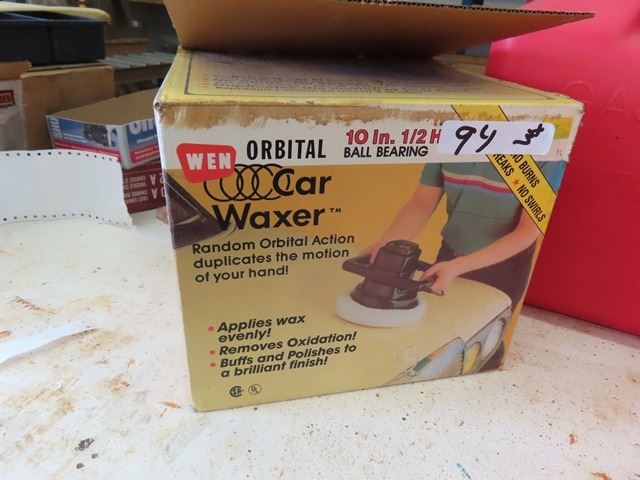 WEN ORBITAL 10 In. 1/2 H
BALL BEARING
94
Car
Waxer™
Random Orbital Action
duplicates the motion
of your hand!
• Applies wax
evenly!
• Removes Oxidation!
• Buffs and Polishes to
a brilliant finish!
NO BURNS
★ NO SWIRLS